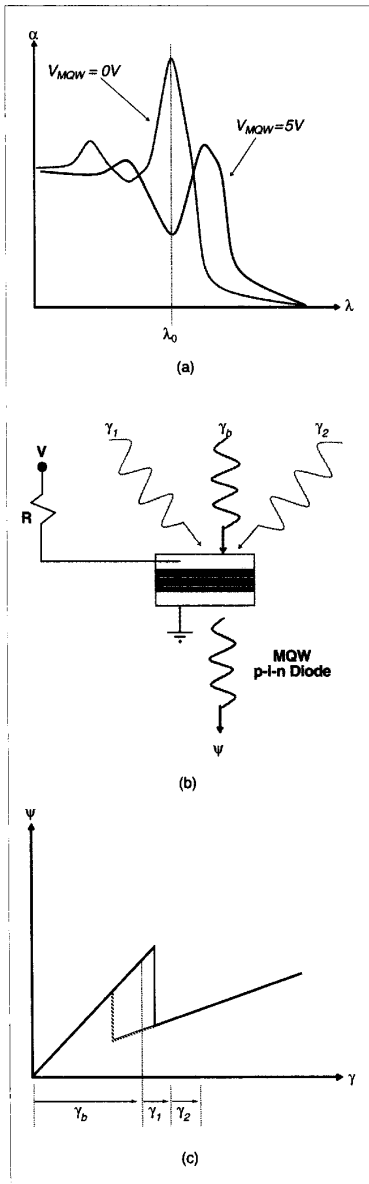 α
V_MQW = 0V
V_MQW = 5V
λ
λ₀
(a)
γ₁
γ_b
γ₂
V
R
MQW
p-i-n Diode
ψ
(b)
ψ
γ
γ_b
γ₁
γ₂
(c)